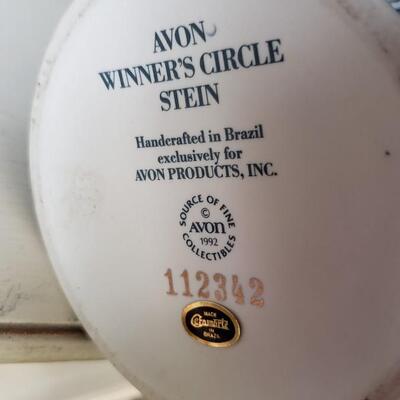 AVON
WINNER'S CIRCLE
STEIN
Handcrafted in Brazil
exclusively for
AVON PRODUCTS, INC.
SOURCE OF FINE
©
AVON
1992
COLLECTIBLES
112342
MADE
Ceramarte
IN
BRAZIL